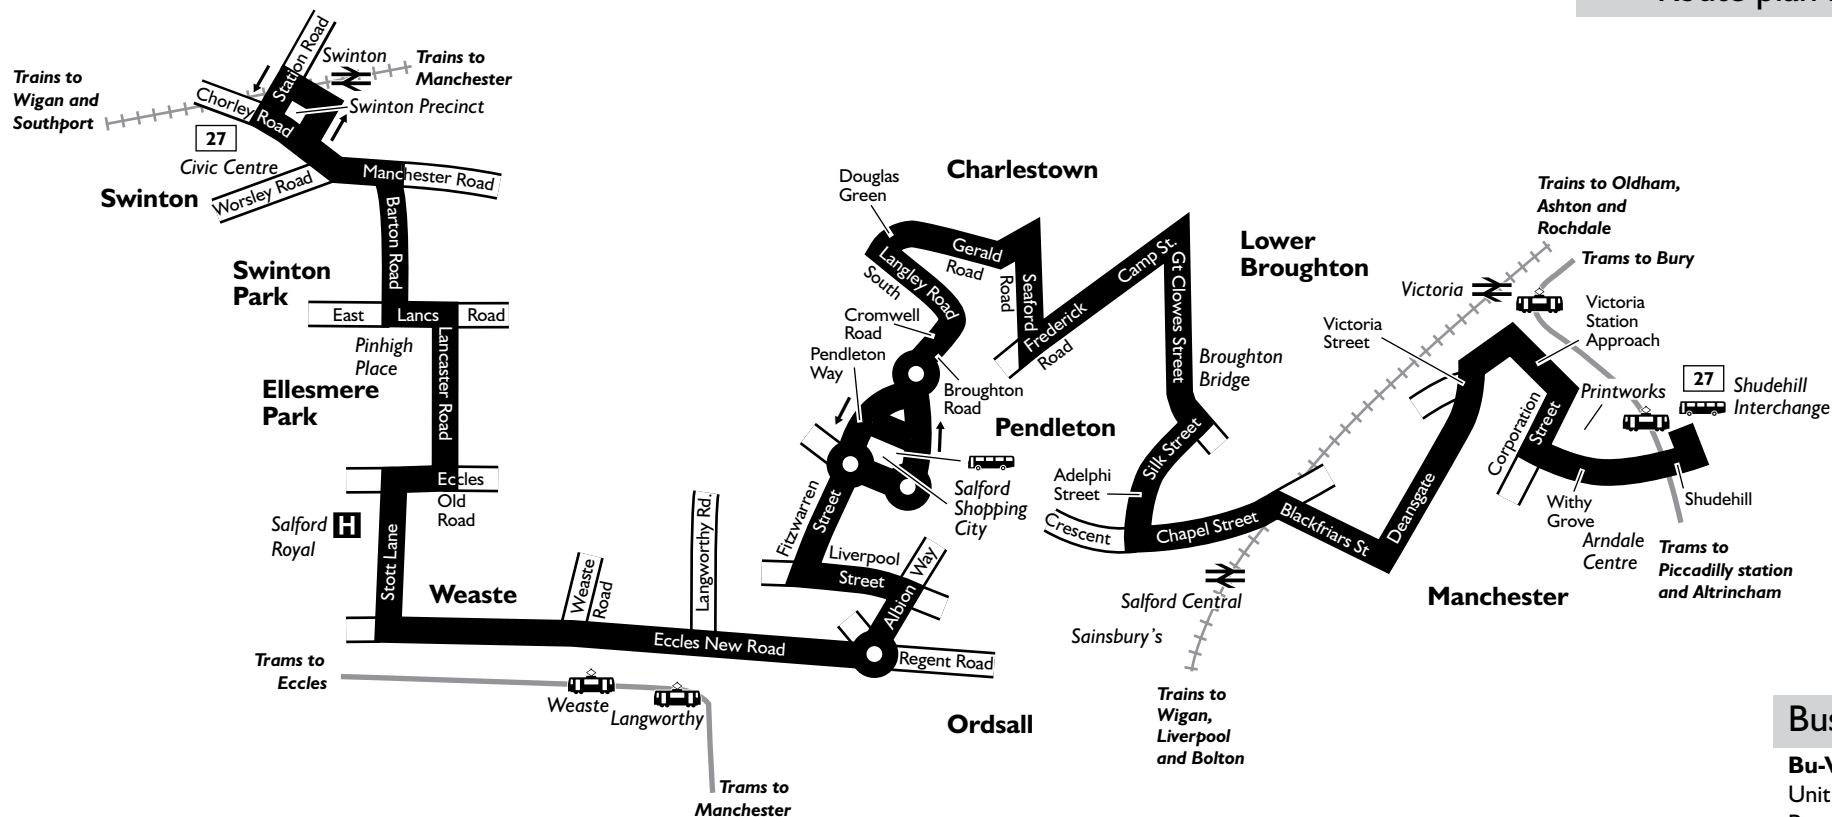 Route plan
Station Road
Swinton
Trains to
Manchester
Trains to
Wigan and
Southport
Chorley
Road
Swinton Precinct
27
Civic Centre
Swinton
Worsley Road
Manchester Road
Barton Road
Swinton
Park
East
Lancs
Road
Pinhigh
Place
Ellesmere
Park
Lancaster Road
Eccles
Old
Road
Salford
Royal
H
Stott Lane
Weaste
Weaste
Road
Langworthy Rd.
Eccles New Road
Trams to
Eccles
Weaste
Langworthy
Trams to
Manchester
Regent Road
Ordsall
Albion Way
Liverpool
Street
Fitzwarren
Street
Douglas
Green
Charlestown
Gerald
Road
Langley Road
South
Cromwell
Road
Pendleton
Way
Broughton
Road
Pendleton
Salford
Shopping
City
Seaford
Road
Frederick
Road
Camp St.
Gt Clowes Street
Lower
Broughton
Broughton
Bridge
Silk Street
Adelphi
Street
Crescent
Chapel Street
Blackfriars St
Deansgate
Salford Central
Sainsbury's
Trains to
Wigan,
Liverpool
and Bolton
Manchester
Trains to Oldham,
Ashton and
Rochdale
Trams to Bury
Victoria
Victoria
Street
Victoria
Station
Approach
Printworks
27
Shudehill
Interchange
Corporation
Street
Withy
Grove
Shudehill
Arndale
Centre
Trams to
Piccadilly station
and Altrincham
Bus
Bu-V
Unit